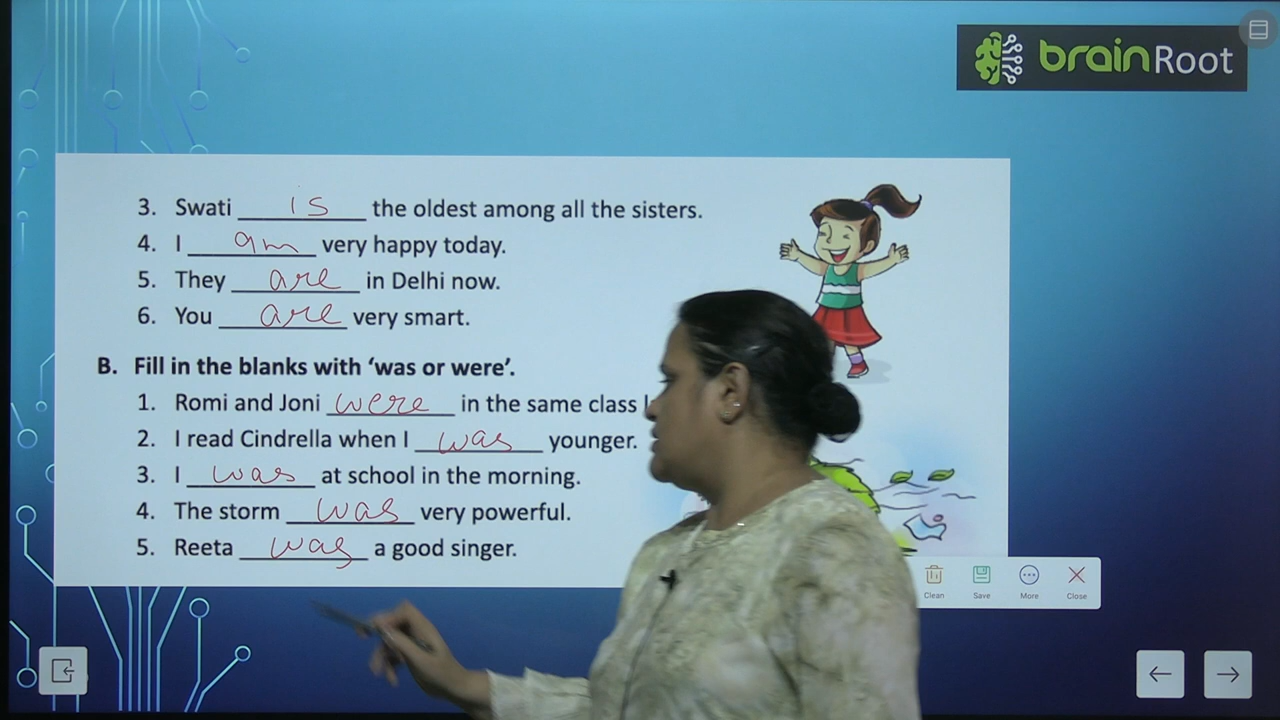 brainRoot
3. Swati is the oldest among all the sisters.
4. I am very happy today.
5. They are in Delhi now.
6. You are very smart.
B. Fill in the blanks with ‘was or were’.
1. Romi and Joni were in the same class
2. I read Cindrella when I was younger.
3. I was at school in the morning.
4. The storm was very powerful.
5. Reeta was a good singer.
Clean Save More Close